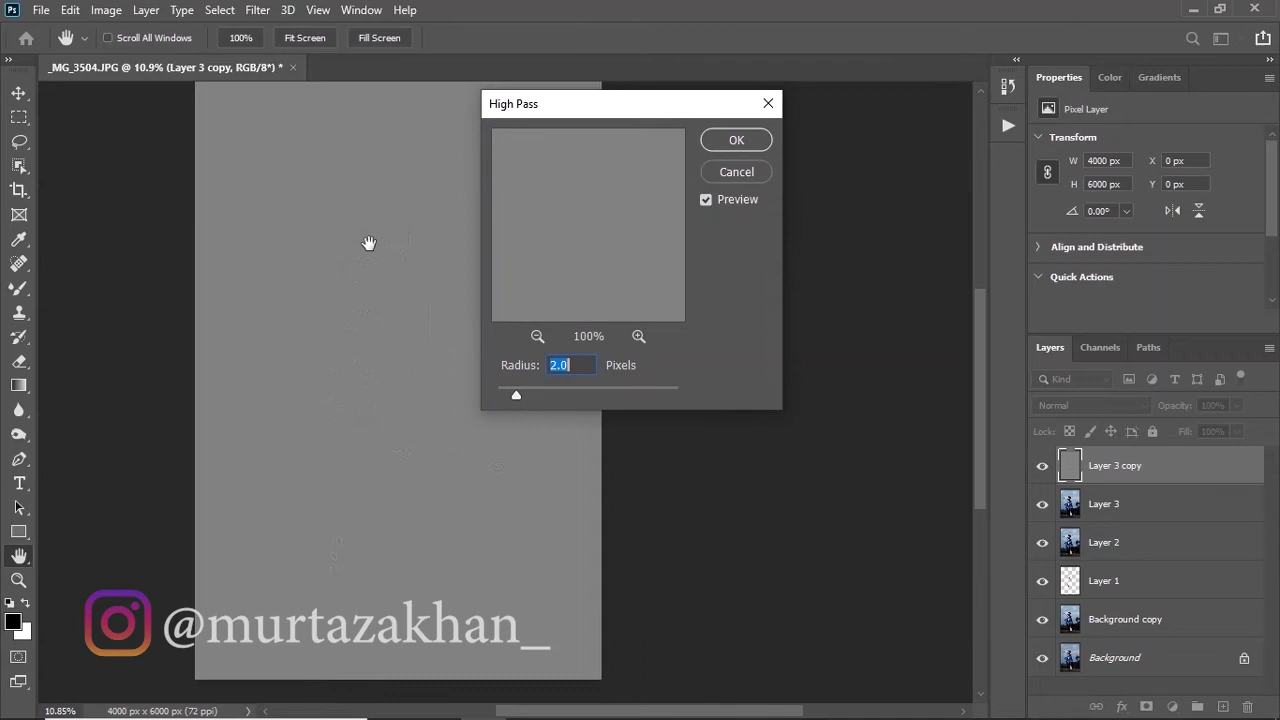 Ps File Edit Image Layer Type Select Filter 3D View Window Help
Scroll All Windows 100% Fit Screen Fill Screen
_MG_3504.JPG @ 10.9% (Layer 3 copy, RGB/8*) *
High Pass
OK
Cancel
Preview
100%
Radius: 2.0 Pixels
Properties Color Gradients
Pixel Layer
Transform
W 4000 px X 0 px
H 6000 px Y 0 px
0.00°
Align and Distribute
Quick Actions
Layers Channels Paths
Kind
Normal Opacity: 100%
Lock: Fill: 100%
Layer 3 copy
Layer 3
Layer 2
Layer 1
Background copy
Background
@murtazakhan_
10.85% 4000 px x 6000 px (72 ppi)